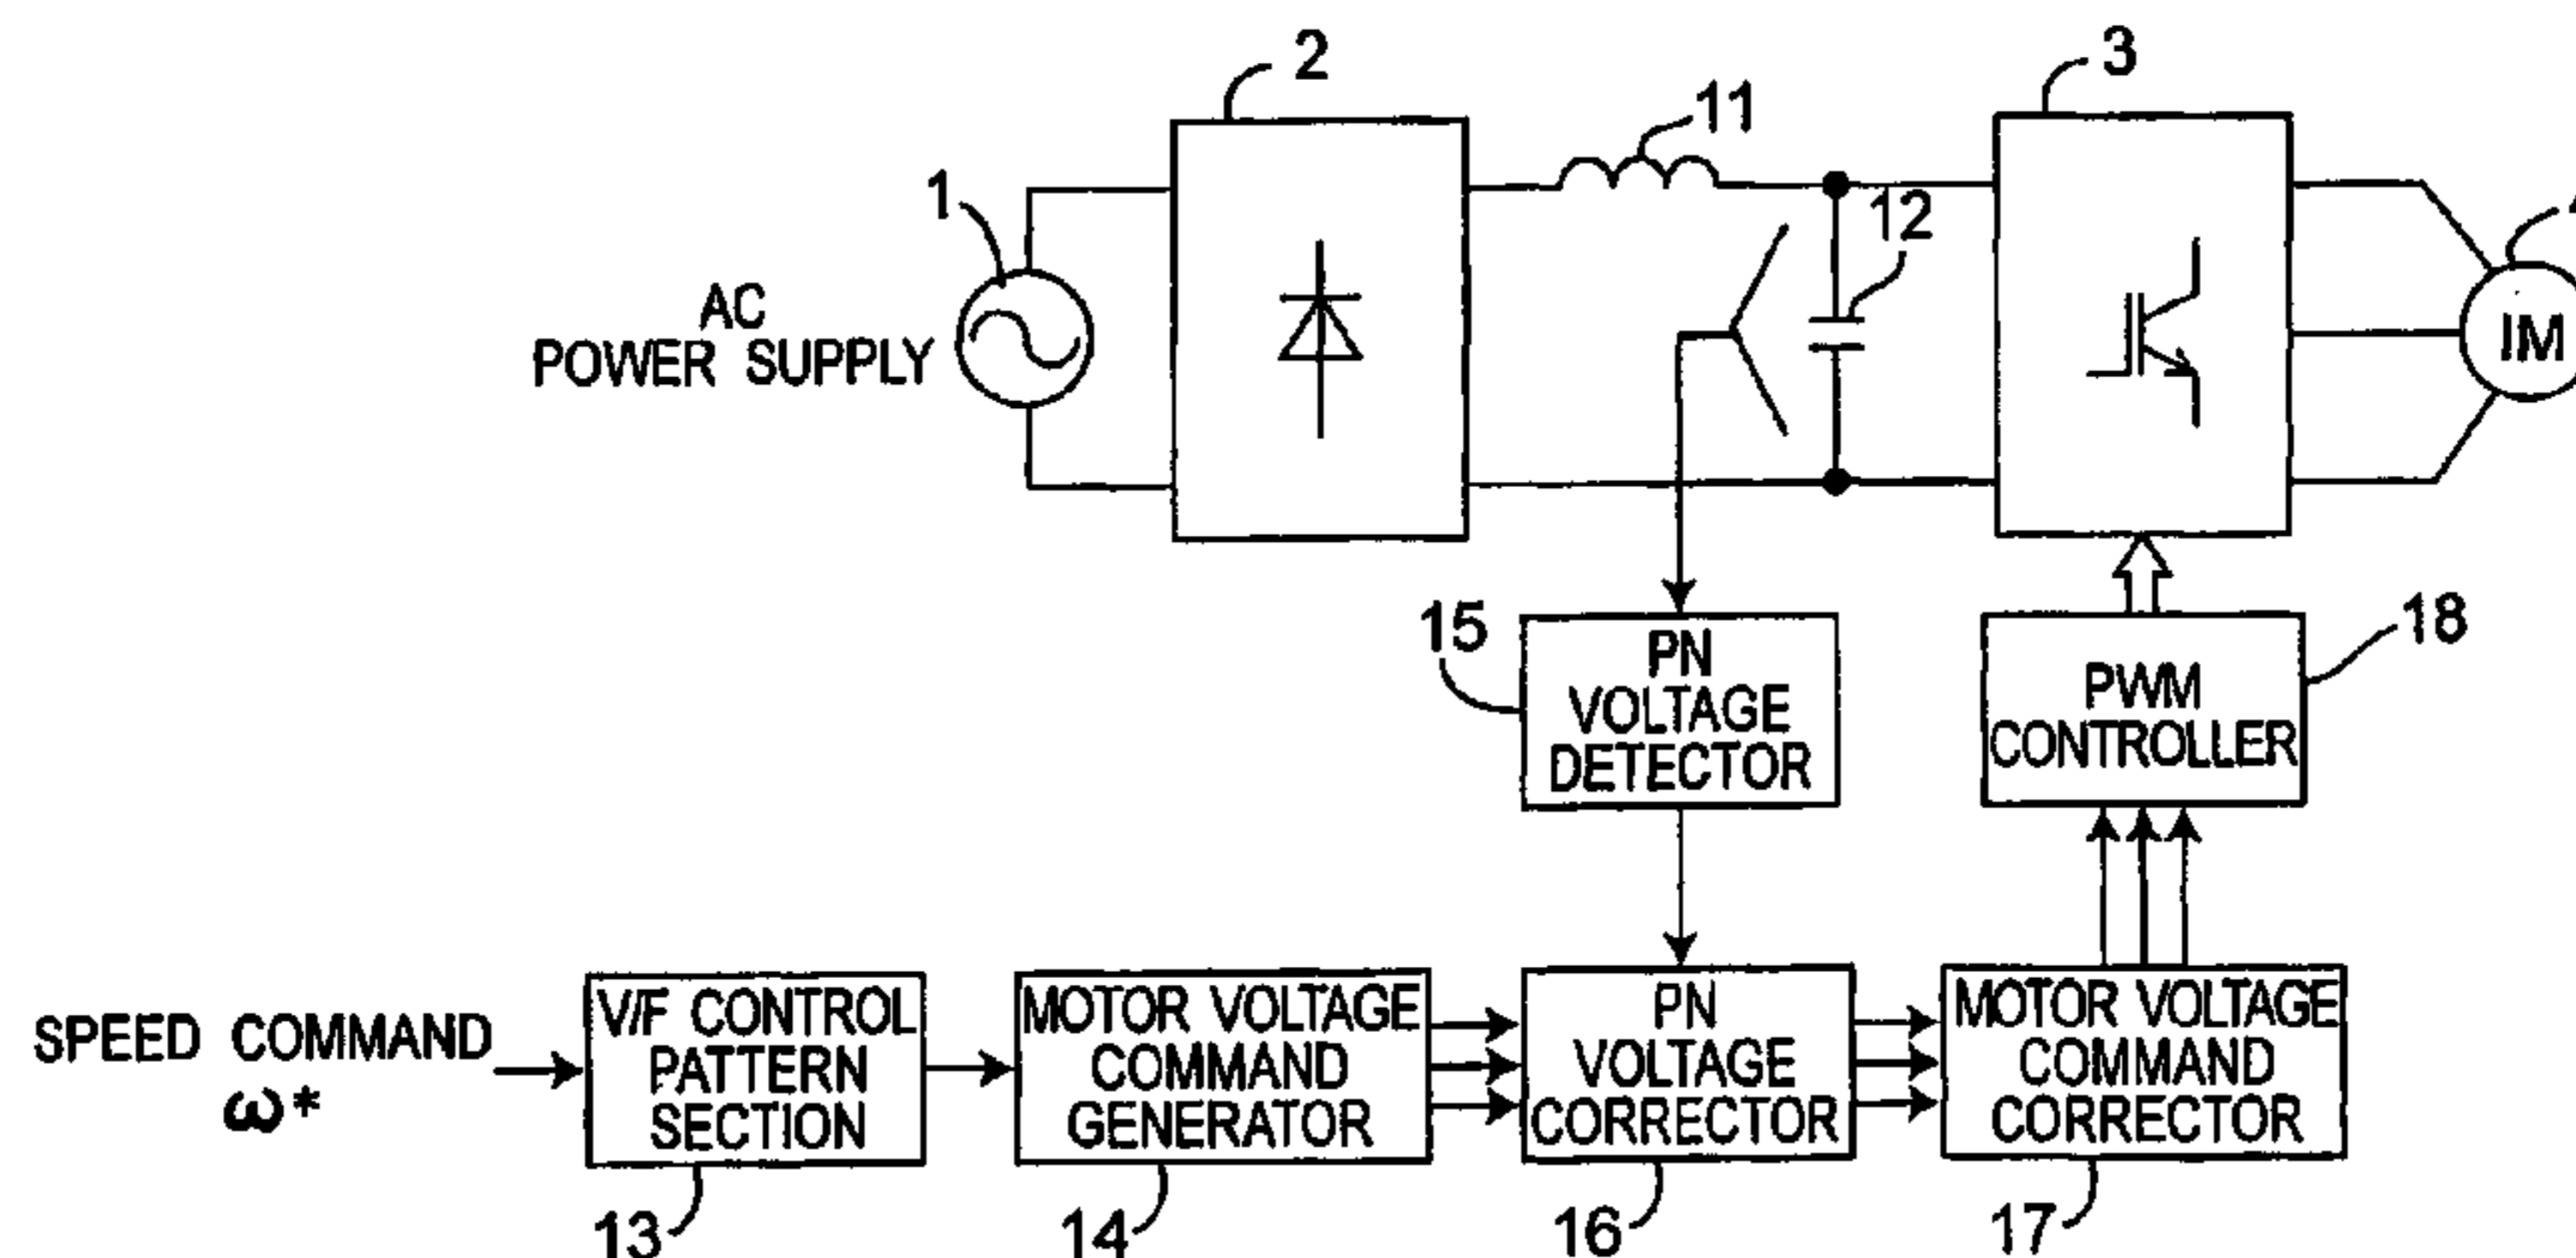 2
3
11
1
12
4
AC
POWER SUPPLY
IM
15
PN
VOLTAGE
DETECTOR
18
PWM
CONTROLLER
SPEED COMMAND
ω*
V/F CONTROL
PATTERN
SECTION
MOTOR VOLTAGE
COMMAND
GENERATOR
PN
VOLTAGE
CORRECTOR
MOTOR VOLTAGE
COMMAND
CORRECTOR
13
14
16
17